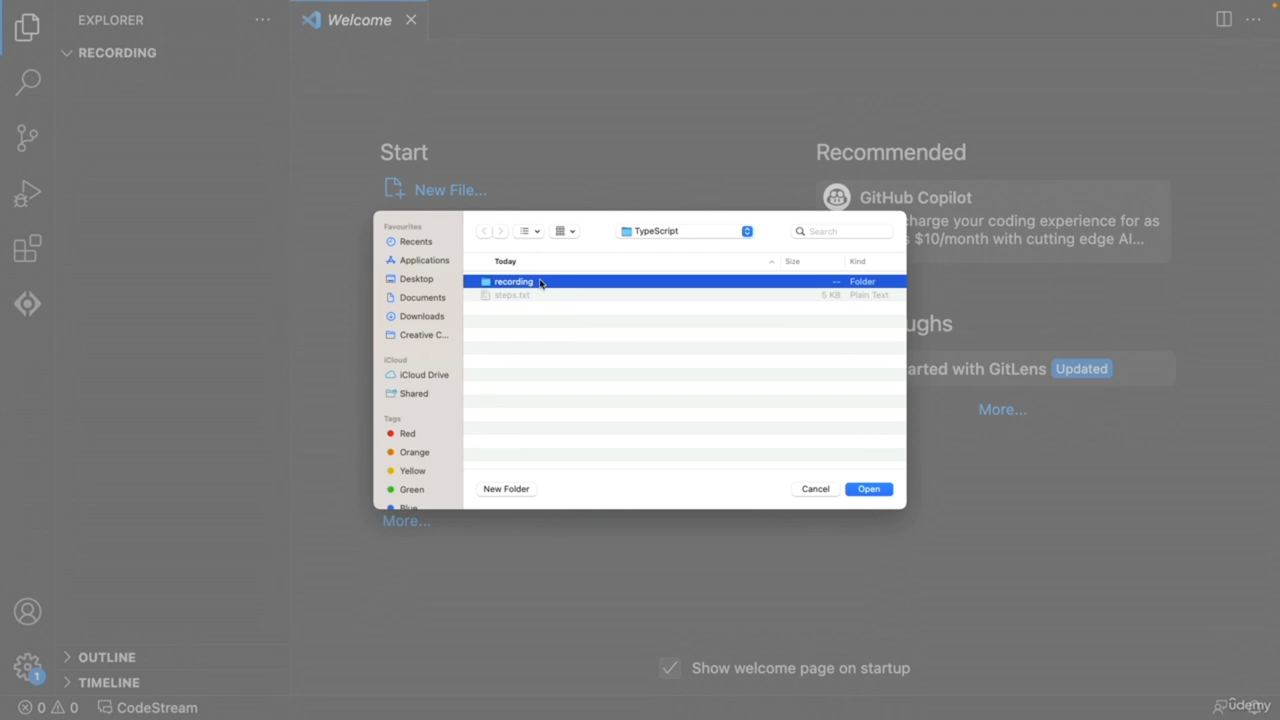 EXPLORER
RECORDING
Welcome
Start
New File...
Recommended
GitHub Copilot
charge your coding experience for as
s $10/month with cutting edge AI...
Favourites
Recents
Applications
Desktop
Documents
Downloads
Creative C...
iCloud
iCloud Drive
Shared
Tags
Red
Orange
Yellow
Green
Blue
TypeScript
Search
Today
Size
Kind
recording
--
Folder
steps.txt
5 KB
Plain Text
New Folder
Cancel
Open
ughs
arted with GitLens
Updated
More...
More...
OUTLINE
TIMELINE
Show welcome page on startup
1
0
0
CodeStream
ûdemy